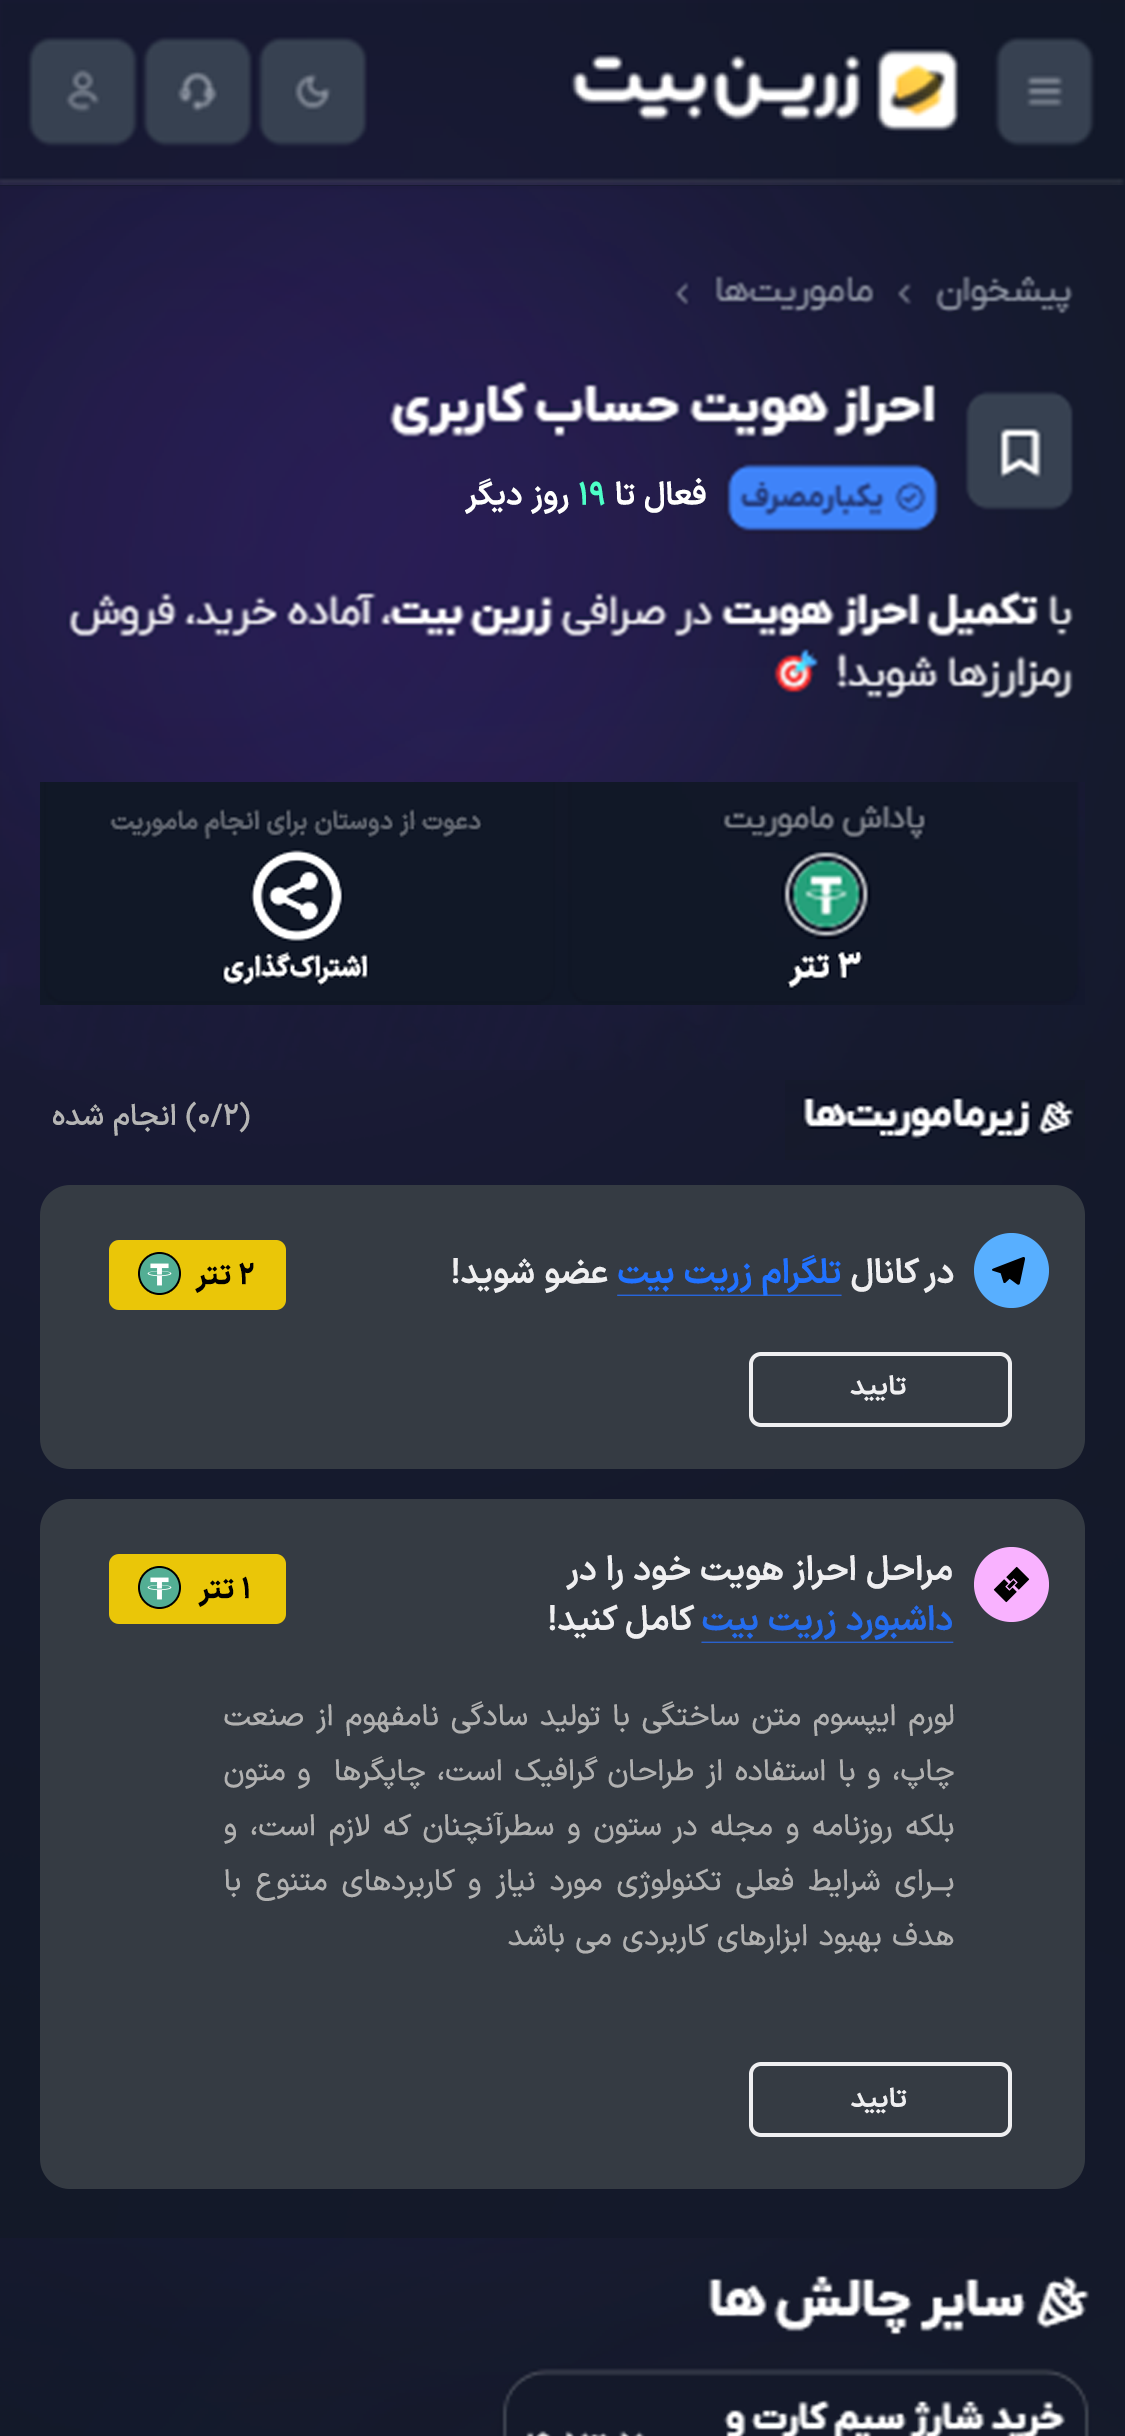 زرین‌بیت
پیشخوان › ماموریت‌ها ›
احراز هویت حساب کاربری
یکبارمصرف فعال تا ۱۹ روز دیگر
با تکمیل احراز هویت در صرافی زرین بیت، آماده خرید، فروش
رمزارزها شوید! 🎯
پاداش ماموریت
۳ تتر
دعوت از دوستان برای انجام ماموریت
اشتراک‌گذاری
زیرماموریت‌ها
(۰/۲) انجام شده
در کانال تلگرام زریت بیت عضو شوید!
۲ تتر
تایید
مراحل احراز هویت خود را در
داشبورد زریت بیت کامل کنید!
۱ تتر
لورم ایپسوم متن ساختگی با تولید سادگی نامفهوم از صنعت
چاپ، و با استفاده از طراحان گرافیک است، چاپگرها و متون
بلکه روزنامه و مجله در ستون و سطرآنچنان که لازم است، و
بـرای شرایط فعلی تکنولوژی مورد نیاز و کاربردهای متنوع با
هدف بهبود ابزارهای کاربردی می باشد
تایید
سایر چالش ها
خرید شارژ سیم کارت و